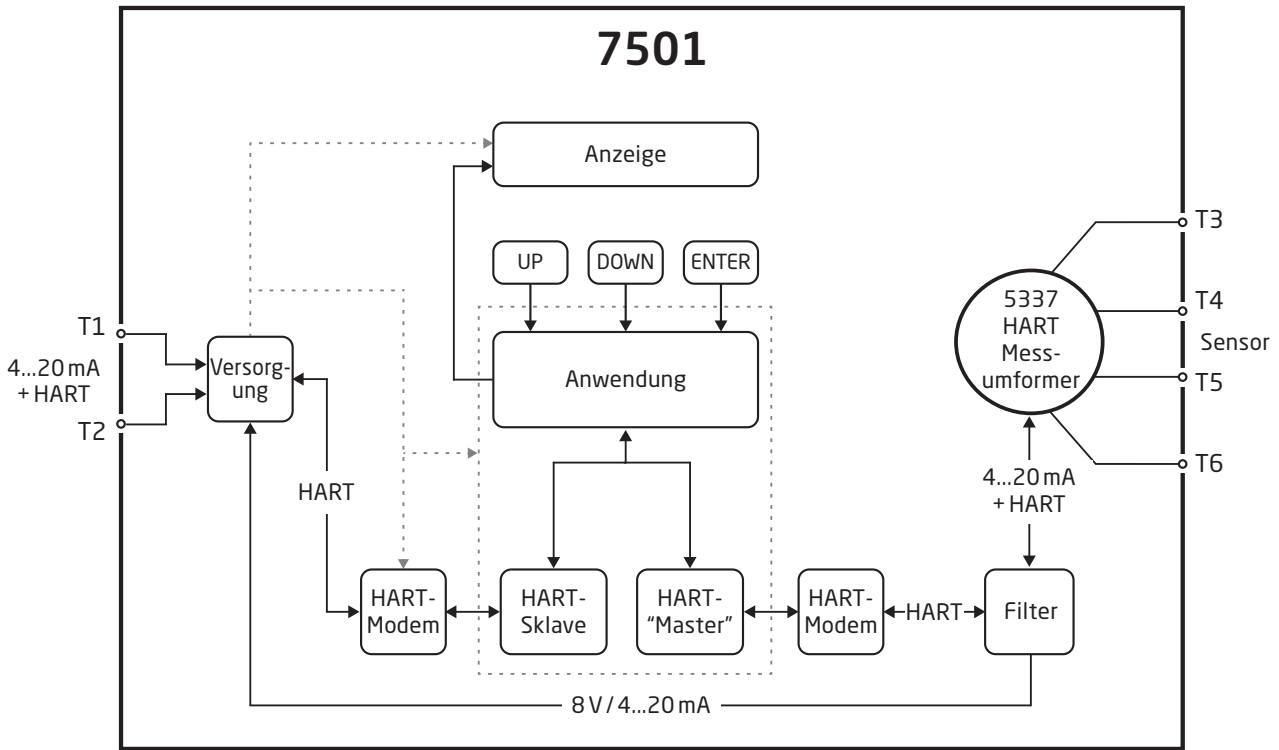 7501
Anzeige
UP
DOWN
ENTER
Anwendung
T1
4...20 mA
+ HART
T2
Versorg-
ung
HART
HART-
Modem
HART-
Sklave
HART-
“Master”
HART-
Modem
HART
Filter
4...20 mA
+ HART
5337
HART
Mess-
umformer
T3
T4
Sensor
T5
T6
8 V / 4...20 mA